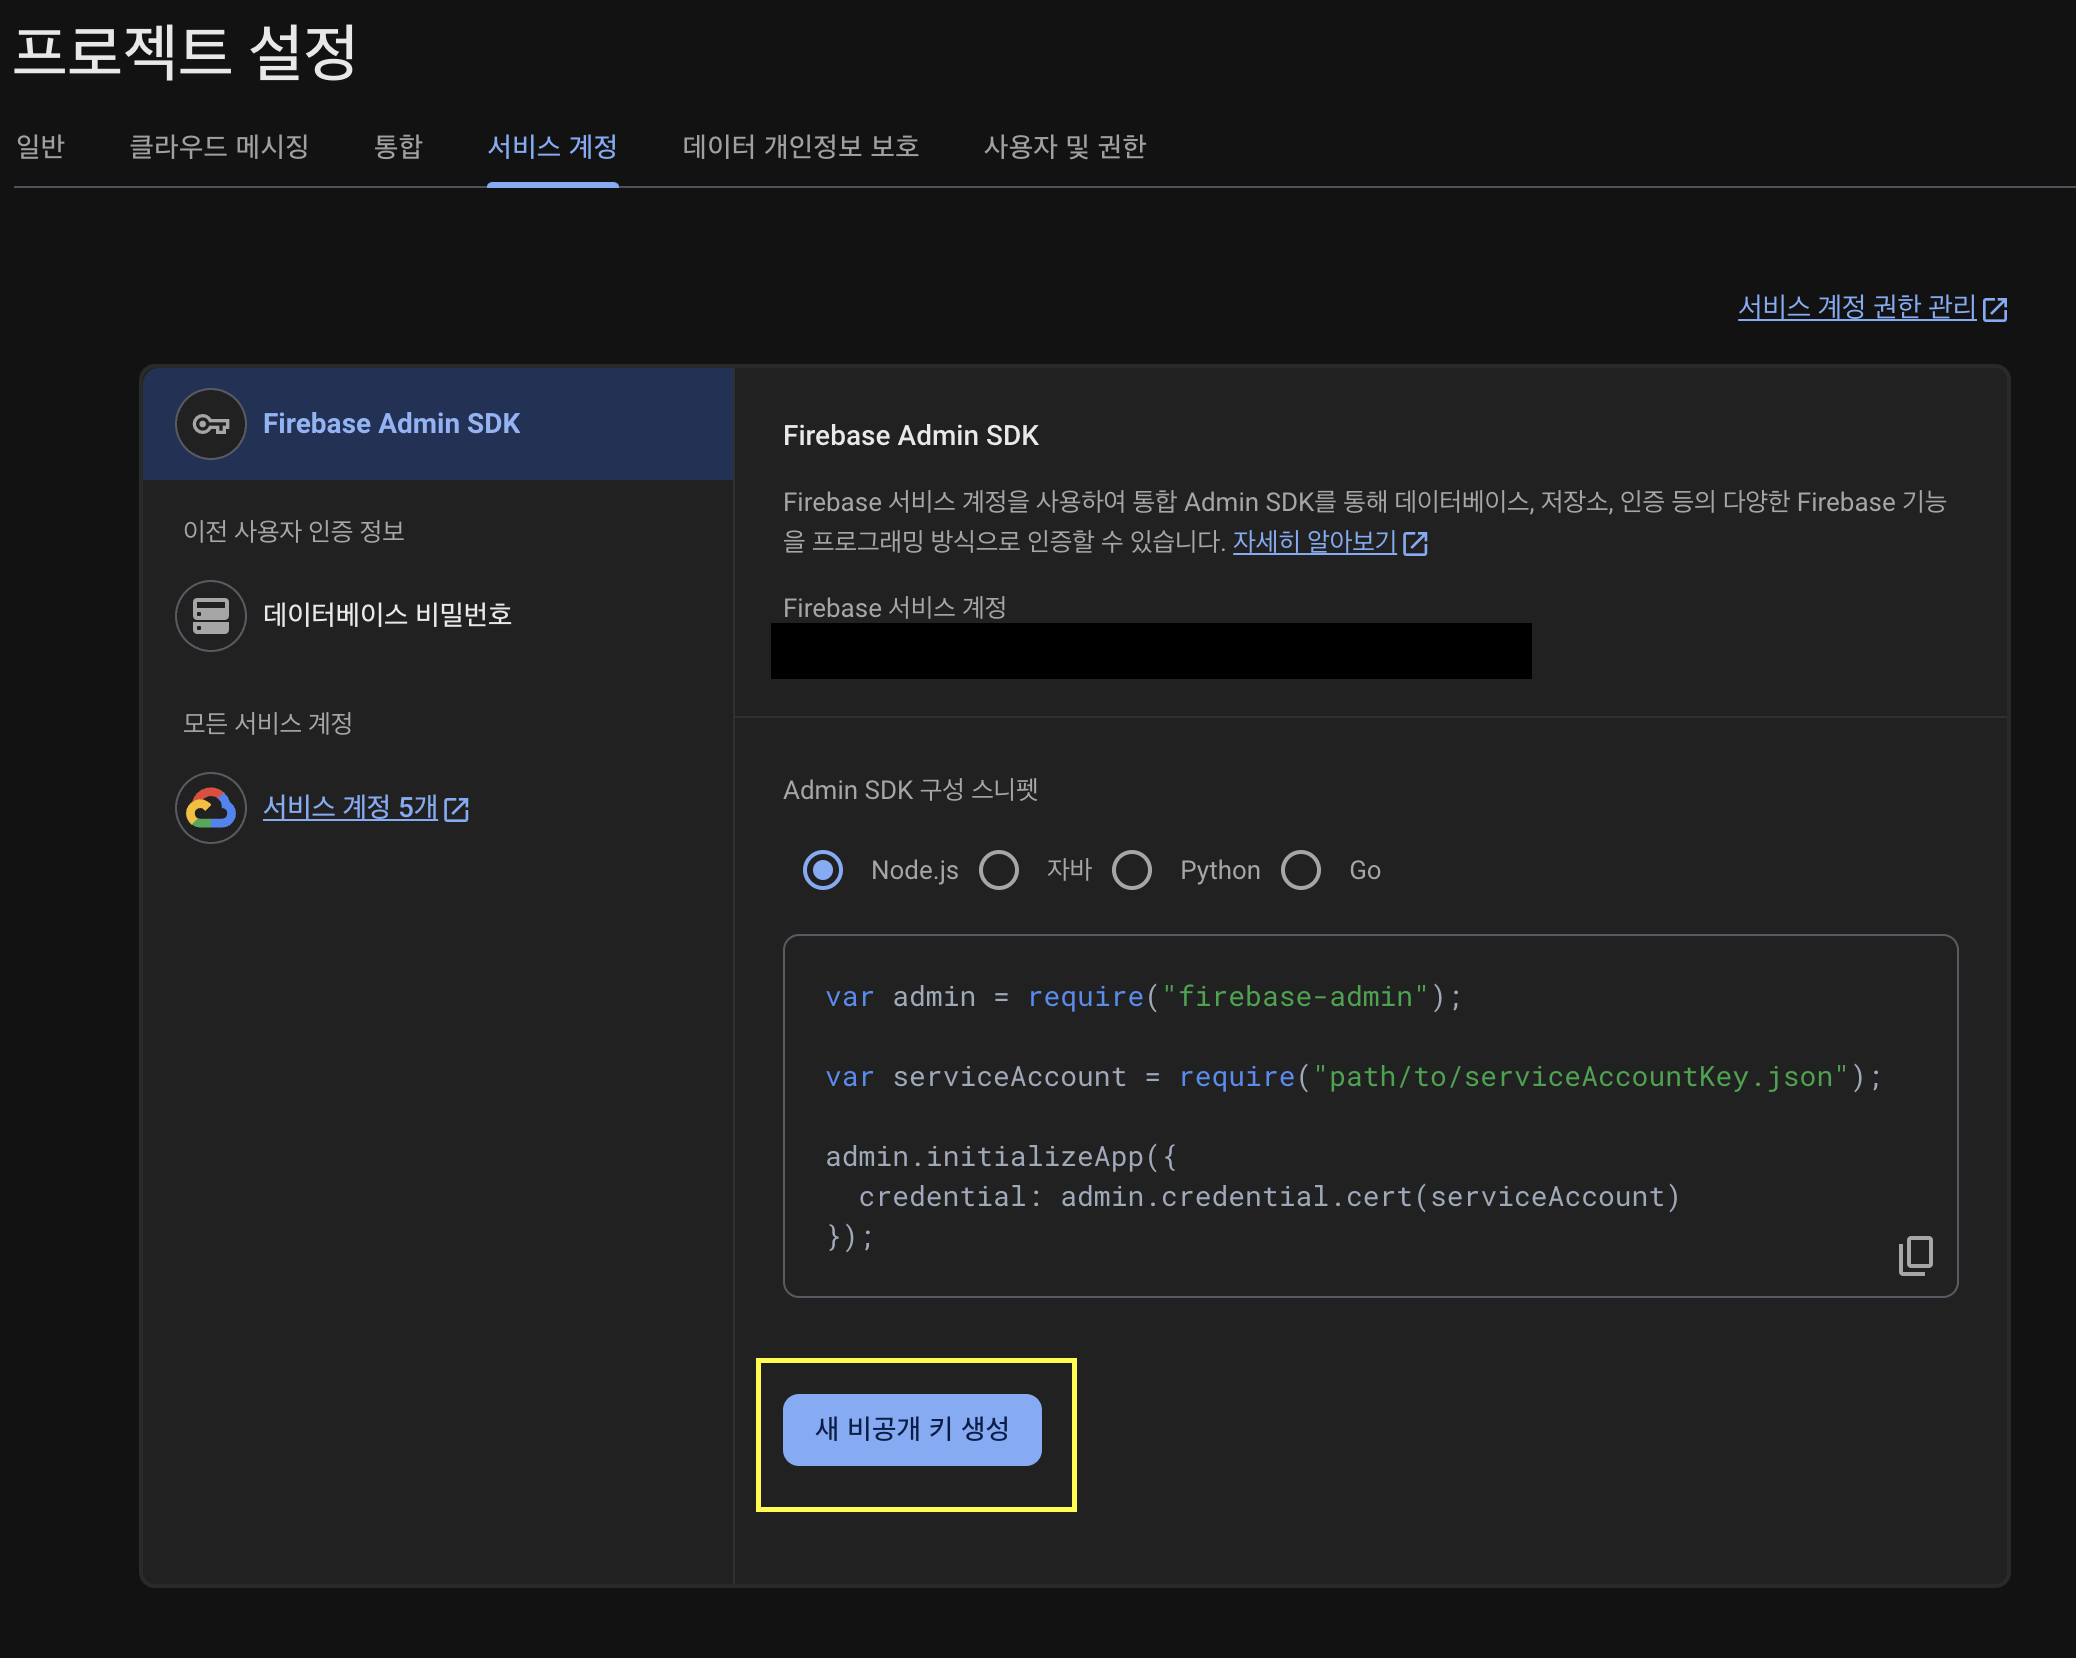 프로젝트 설정
일반 클라우드 메시징 통합 서비스 계정 데이터 개인정보 보호 사용자 및 권한
서비스 계정 권한 관리
Firebase Admin SDK
이전 사용자 인증 정보
데이터베이스 비밀번호
모든 서비스 계정
서비스 계정 5개
Firebase Admin SDK
Firebase 서비스 계정을 사용하여 통합 Admin SDK를 통해 데이터베이스, 저장소, 인증 등의 다양한 Firebase 기능
을 프로그래밍 방식으로 인증할 수 있습니다. 자세히 알아보기
Firebase 서비스 계정
Admin SDK 구성 스니펫
Node.js 자바 Python Go
var admin = require("firebase-admin");
var serviceAccount = require("path/to/serviceAccountKey.json");
admin.initializeApp({
  credential: admin.credential.cert(serviceAccount)
});
새 비공개 키 생성